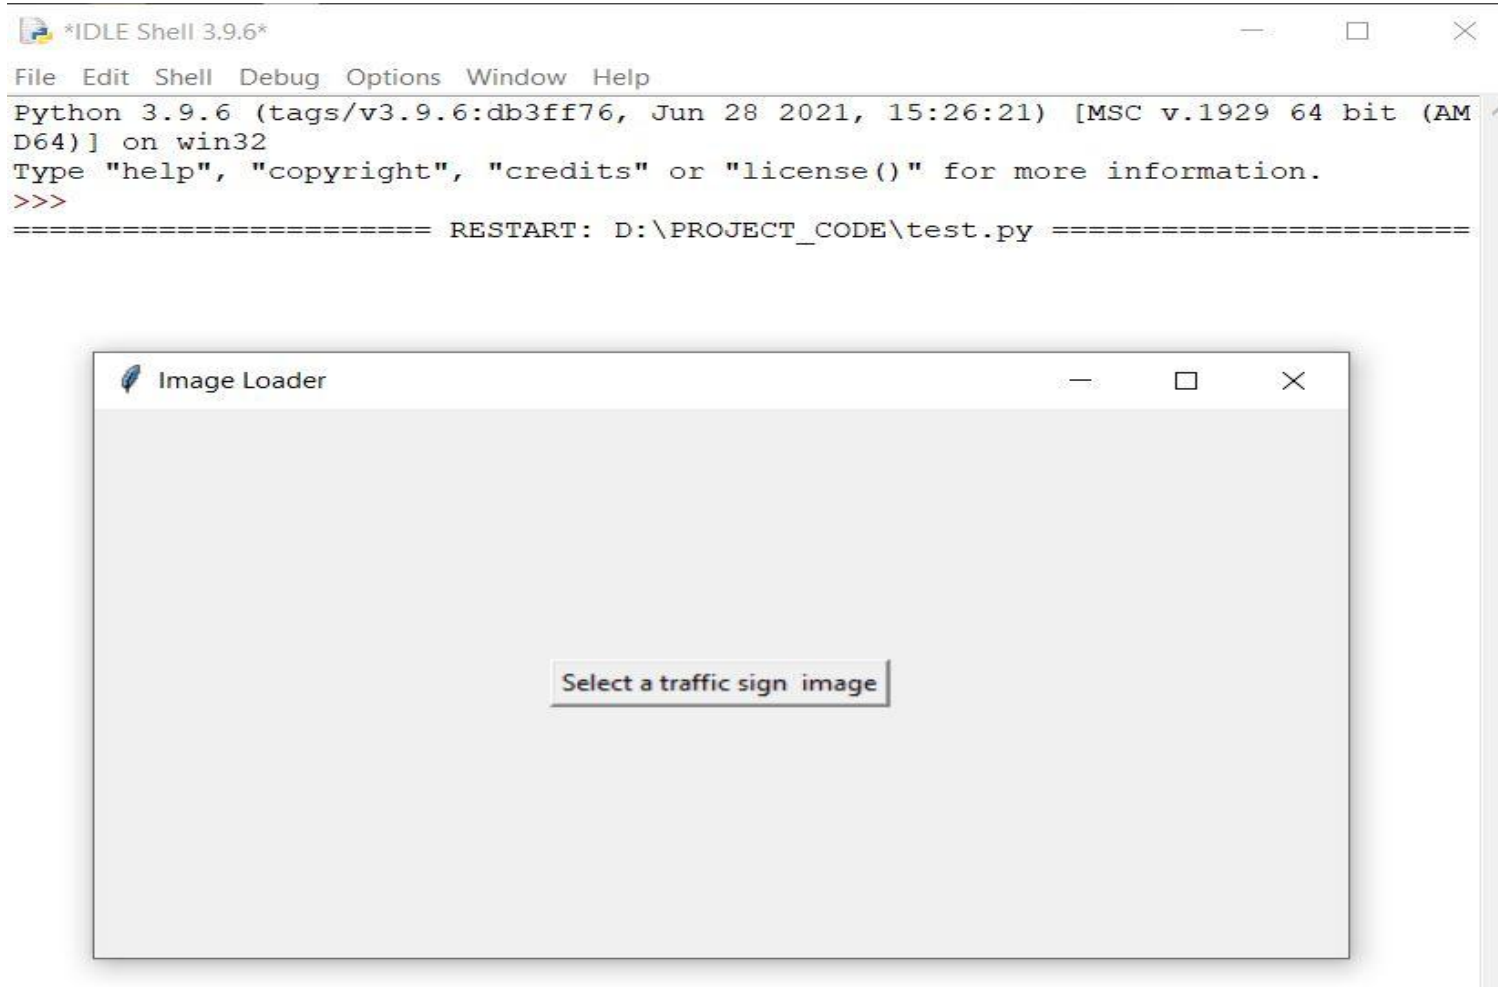 *IDLE Shell 3.9.6*
File Edit Shell Debug Options Window Help
Python 3.9.6 (tags/v3.9.6:db3ff76, Jun 28 2021, 15:26:21) [MSC v.1929 64 bit (AM
D64)] on win32
Type "help", "copyright", "credits" or "license()" for more information.
>>>
======================= RESTART: D:\PROJECT_CODE\test.py =======================
Image Loader
Select a traffic sign  image